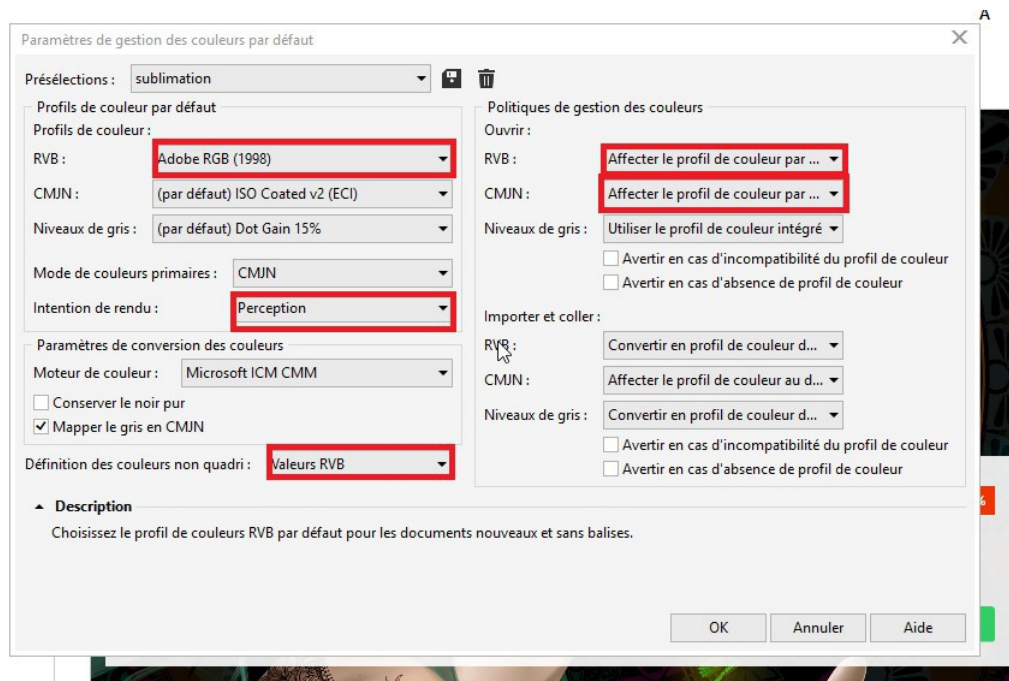 A
Paramètres de gestion des couleurs par défaut
Présélections : sublimation
Profils de couleur par défaut
Profils de couleur :
RVB : Adobe RGB (1998)
CMJN : (par défaut) ISO Coated v2 (ECI)
Niveaux de gris : (par défaut) Dot Gain 15%
Mode de couleurs primaires : CMJN
Intention de rendu : Perception
Paramètres de conversion des couleurs
Moteur de couleur : Microsoft ICM CMM
Conserver le noir pur
Mapper le gris en CMJN
Définition des couleurs non quadri : Valeurs RVB
Politiques de gestion des couleurs
Ouvrir :
RVB : Affecter le profil de couleur par ...
CMJN : Affecter le profil de couleur par ...
Niveaux de gris : Utiliser le profil de couleur intégré
Avertir en cas d'incompatibilité du profil de couleur
Avertir en cas d'absence de profil de couleur
Importer et coller :
RVB : Convertir en profil de couleur d...
CMJN : Affecter le profil de couleur au d...
Niveaux de gris : Convertir en profil de couleur d...
Avertir en cas d'incompatibilité du profil de couleur
Avertir en cas d'absence de profil de couleur
%
Description
Choisissez le profil de couleurs RVB par défaut pour les documents nouveaux et sans balises.
OK Annuler Aide